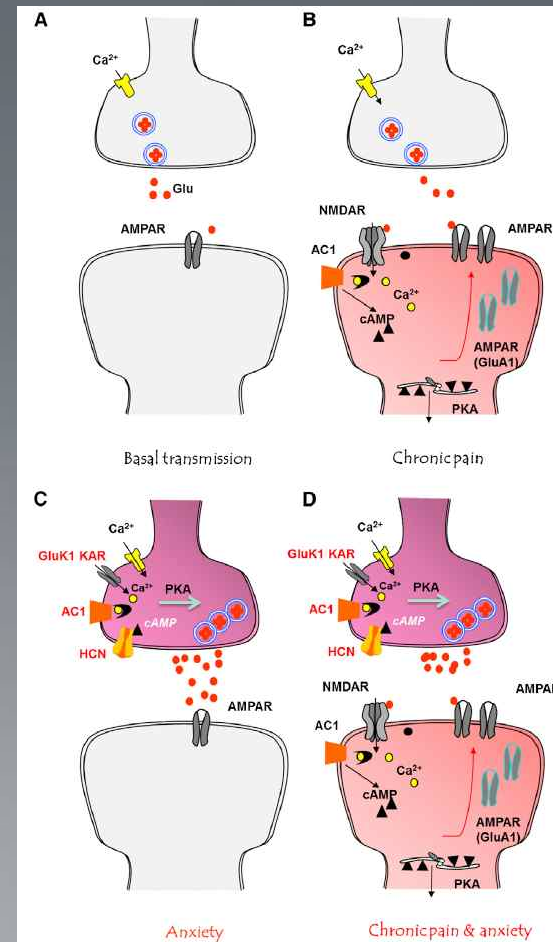 A
Ca2+
Glu
AMPAR
Basal transmission
B
Ca2+
NMDAR
AMPAR
AC1
Ca2+
cAMP
AMPAR
(GluA1)
PKA
Chronic pain
C
Ca2+
GluK1 KAR
Ca2+
PKA
AC1
cAMP
HCN
AMPAR
Anxiety
D
Ca2+
GluK1 KAR
Ca2+
PKA
AC1
cAMP
HCN
NMDAR
AMPA
AC1
Ca2+
cAMP
AMPAR
(GluA1)
PKA
Chronic pain & anxiety